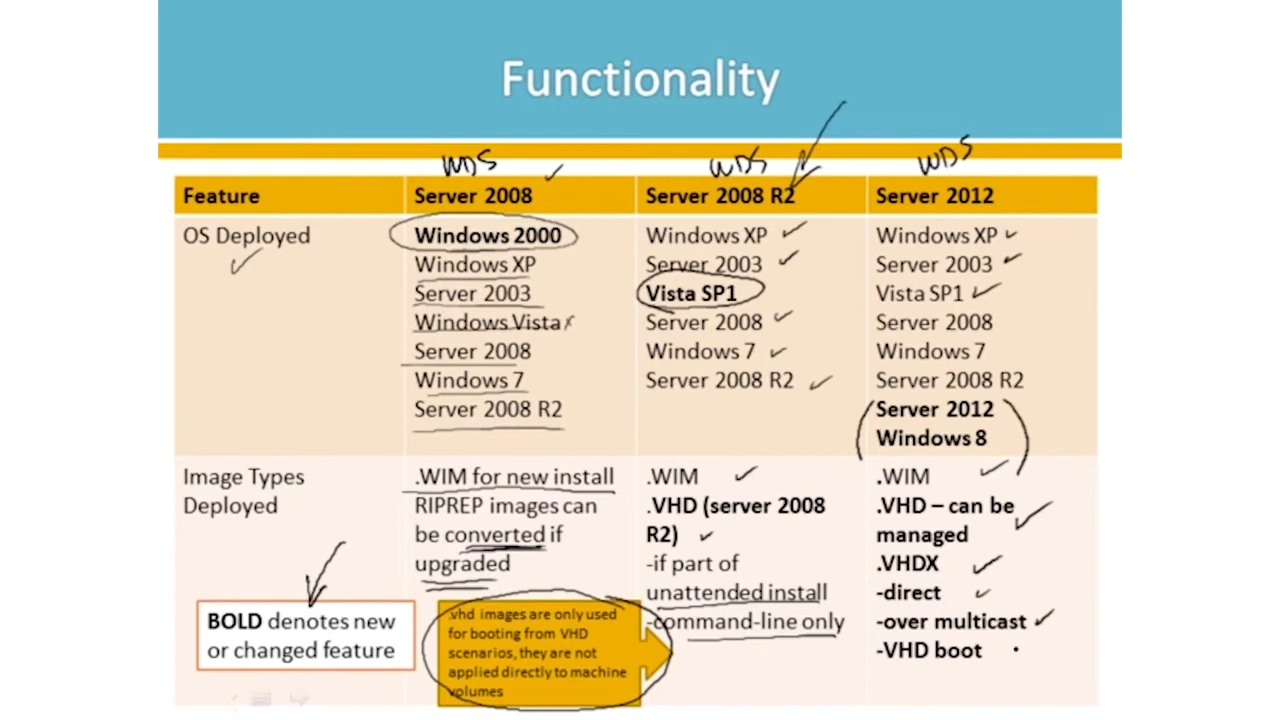 Functionality
WDS
WDS
WDS
Feature
Server 2008
Server 2008 R2
Server 2012
OS Deployed
Windows 2000
Windows XP
Server 2003
Windows Vista
Server 2008
Windows 7
Server 2008 R2
Windows XP
Server 2003
Vista SP1
Server 2008
Windows 7
Server 2008 R2
Windows XP
Server 2003
Vista SP1
Server 2008
Windows 7
Server 2008 R2
Server 2012
Windows 8
Image Types
Deployed
.WIM for new install
RIPREP images can
be converted if
upgraded
.WIM
.VHD (server 2008
R2)
-if part of
unattended install
-command-line only
.WIM
.VHD – can be
managed
.VHDX
-direct
-over multicast
-VHD boot
BOLD denotes new
or changed feature
.vhd images are only used
for booting from VHD
scenarios, they are not
applied directly to machine
volumes